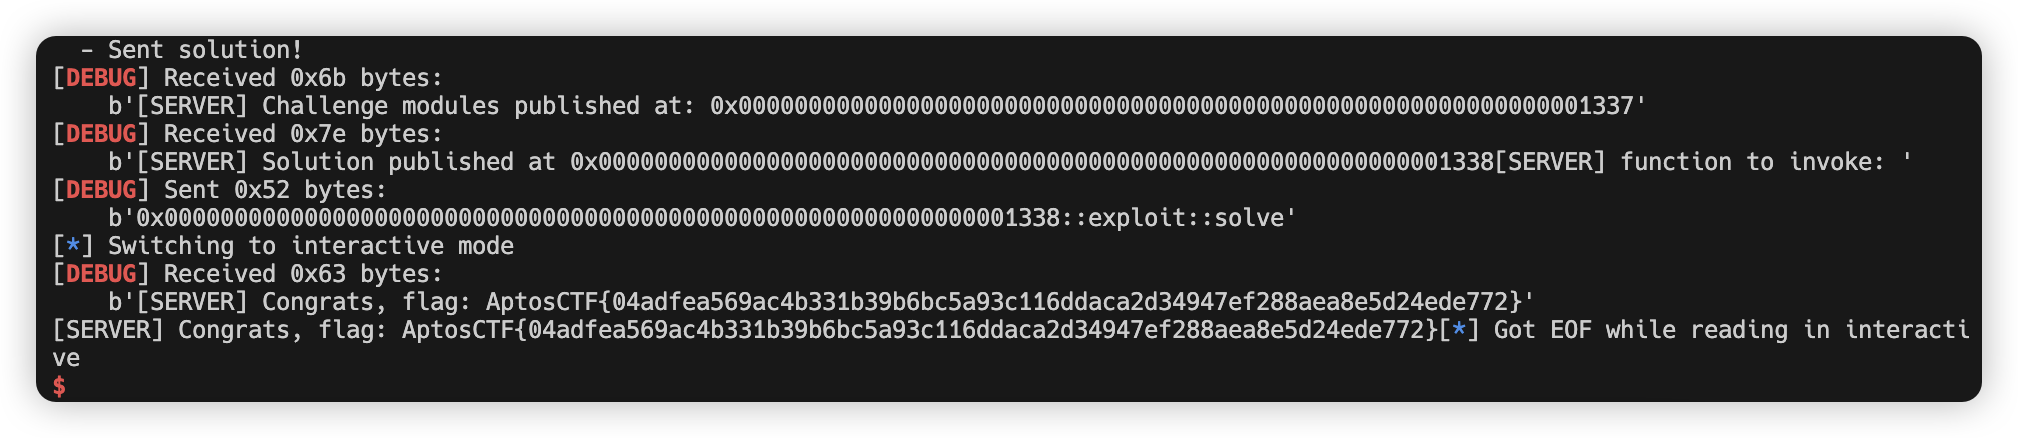 - Sent solution!
[DEBUG] Received 0x6b bytes:
b'[SERVER] Challenge modules published at: 0x0000000000000000000000000000000000000000000000000000000000001337'
[DEBUG] Received 0x7e bytes:
b'[SERVER] Solution published at 0x0000000000000000000000000000000000000000000000000000000000001338[SERVER] function to invoke: '
[DEBUG] Sent 0x52 bytes:
b'0x0000000000000000000000000000000000000000000000000000000000001338::exploit::solve'
[*] Switching to interactive mode
[DEBUG] Received 0x63 bytes:
b'[SERVER] Congrats, flag: AptosCTF{04adfea569ac4b331b39b6bc5a93c116ddaca2d34947ef288aea8e5d24ede772}'
[SERVER] Congrats, flag: AptosCTF{04adfea569ac4b331b39b6bc5a93c116ddaca2d34947ef288aea8e5d24ede772}[*] Got EOF while reading in interacti
ve
$